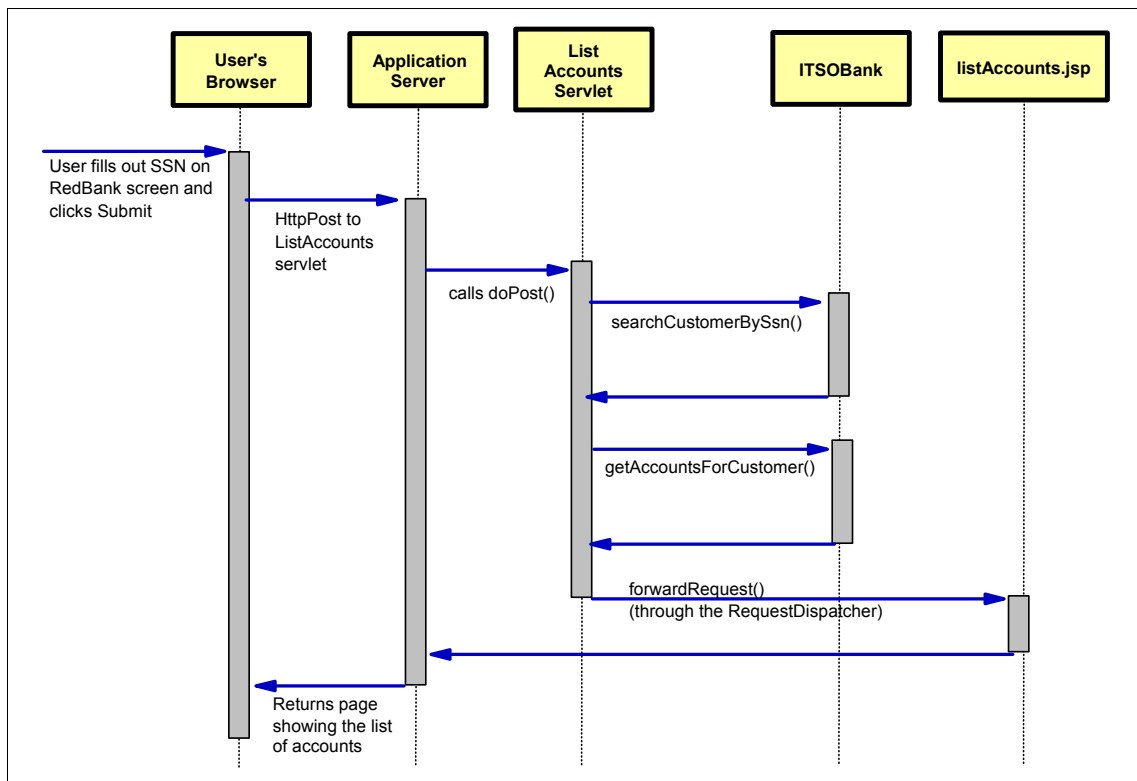 User's
Browser
Application
Server
List
Accounts
Servlet
ITSOBank
listAccounts.jsp
User fills out SSN on
RedBank screen and
clicks Submit
HttpPost to
ListAccounts
servlet
calls doPost()
searchCustomerBySsn()
getAccountsForCustomer()
forwardRequest()
(through the RequestDispatcher)
Returns page
showing the list
of accounts